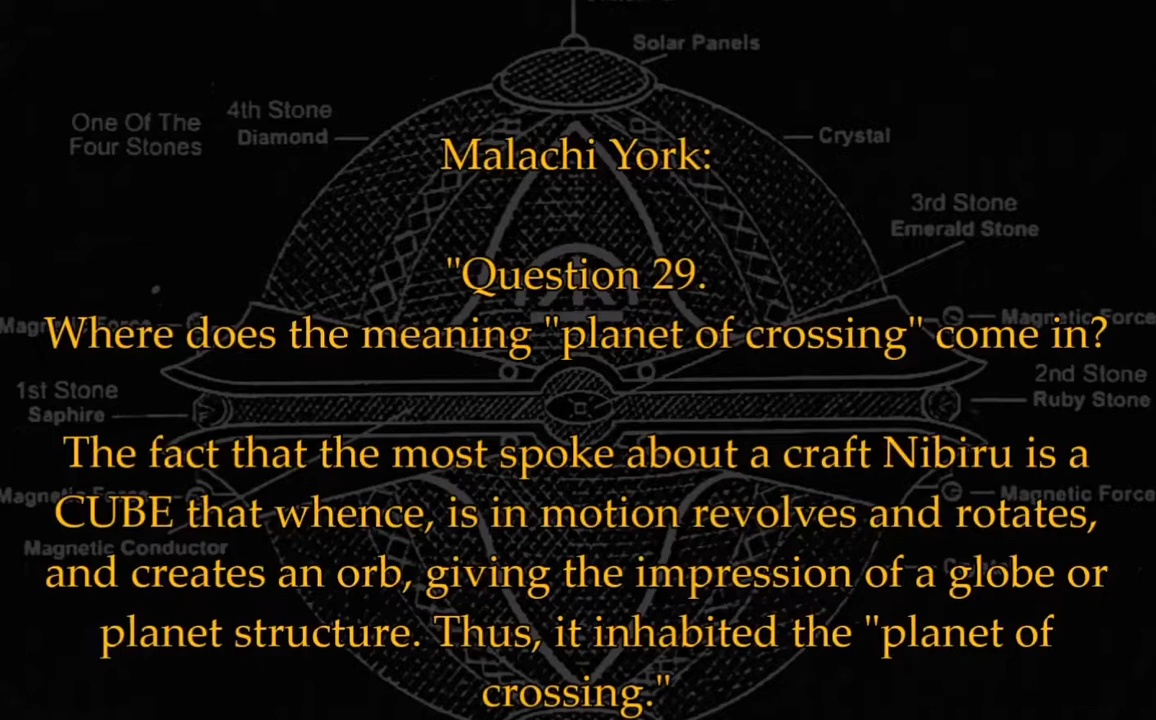 Solar Panels
4th Stone
Diamond
One Of The
Four Stones
Crystal
Malachi York:
3rd Stone
Emerald Stone
"Question 29.
Magnetic Force
Where does the meaning "planet of crossing" come in?
1st Stone
Saphire
2nd Stone
Ruby Stone
The fact that the most spoke about a craft Nibiru is a
Magnetic Force
CUBE that whence, is in motion revolves and rotates,
Magnetic Conductor
and creates an orb, giving the impression of a globe or
planet structure. Thus, it inhabited the "planet of
crossing."